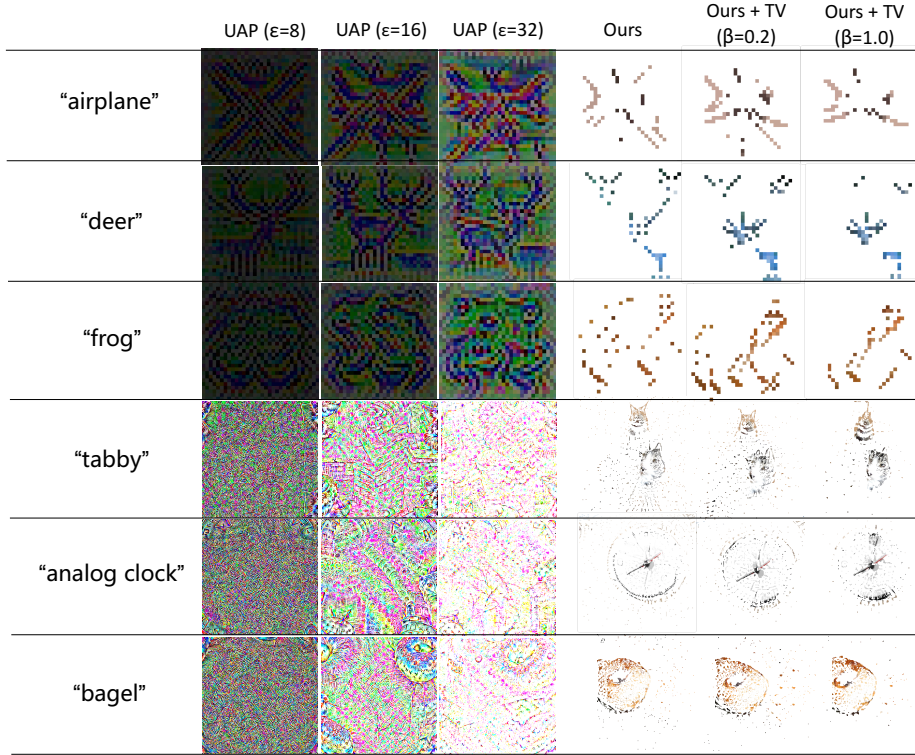 UAP (ε=8) UAP (ε=16) UAP (ε=32) Ours Ours + TV (β=0.2) Ours + TV (β=1.0)
“airplane”
“deer”
“frog”
“tabby”
“analog clock”
“bagel”